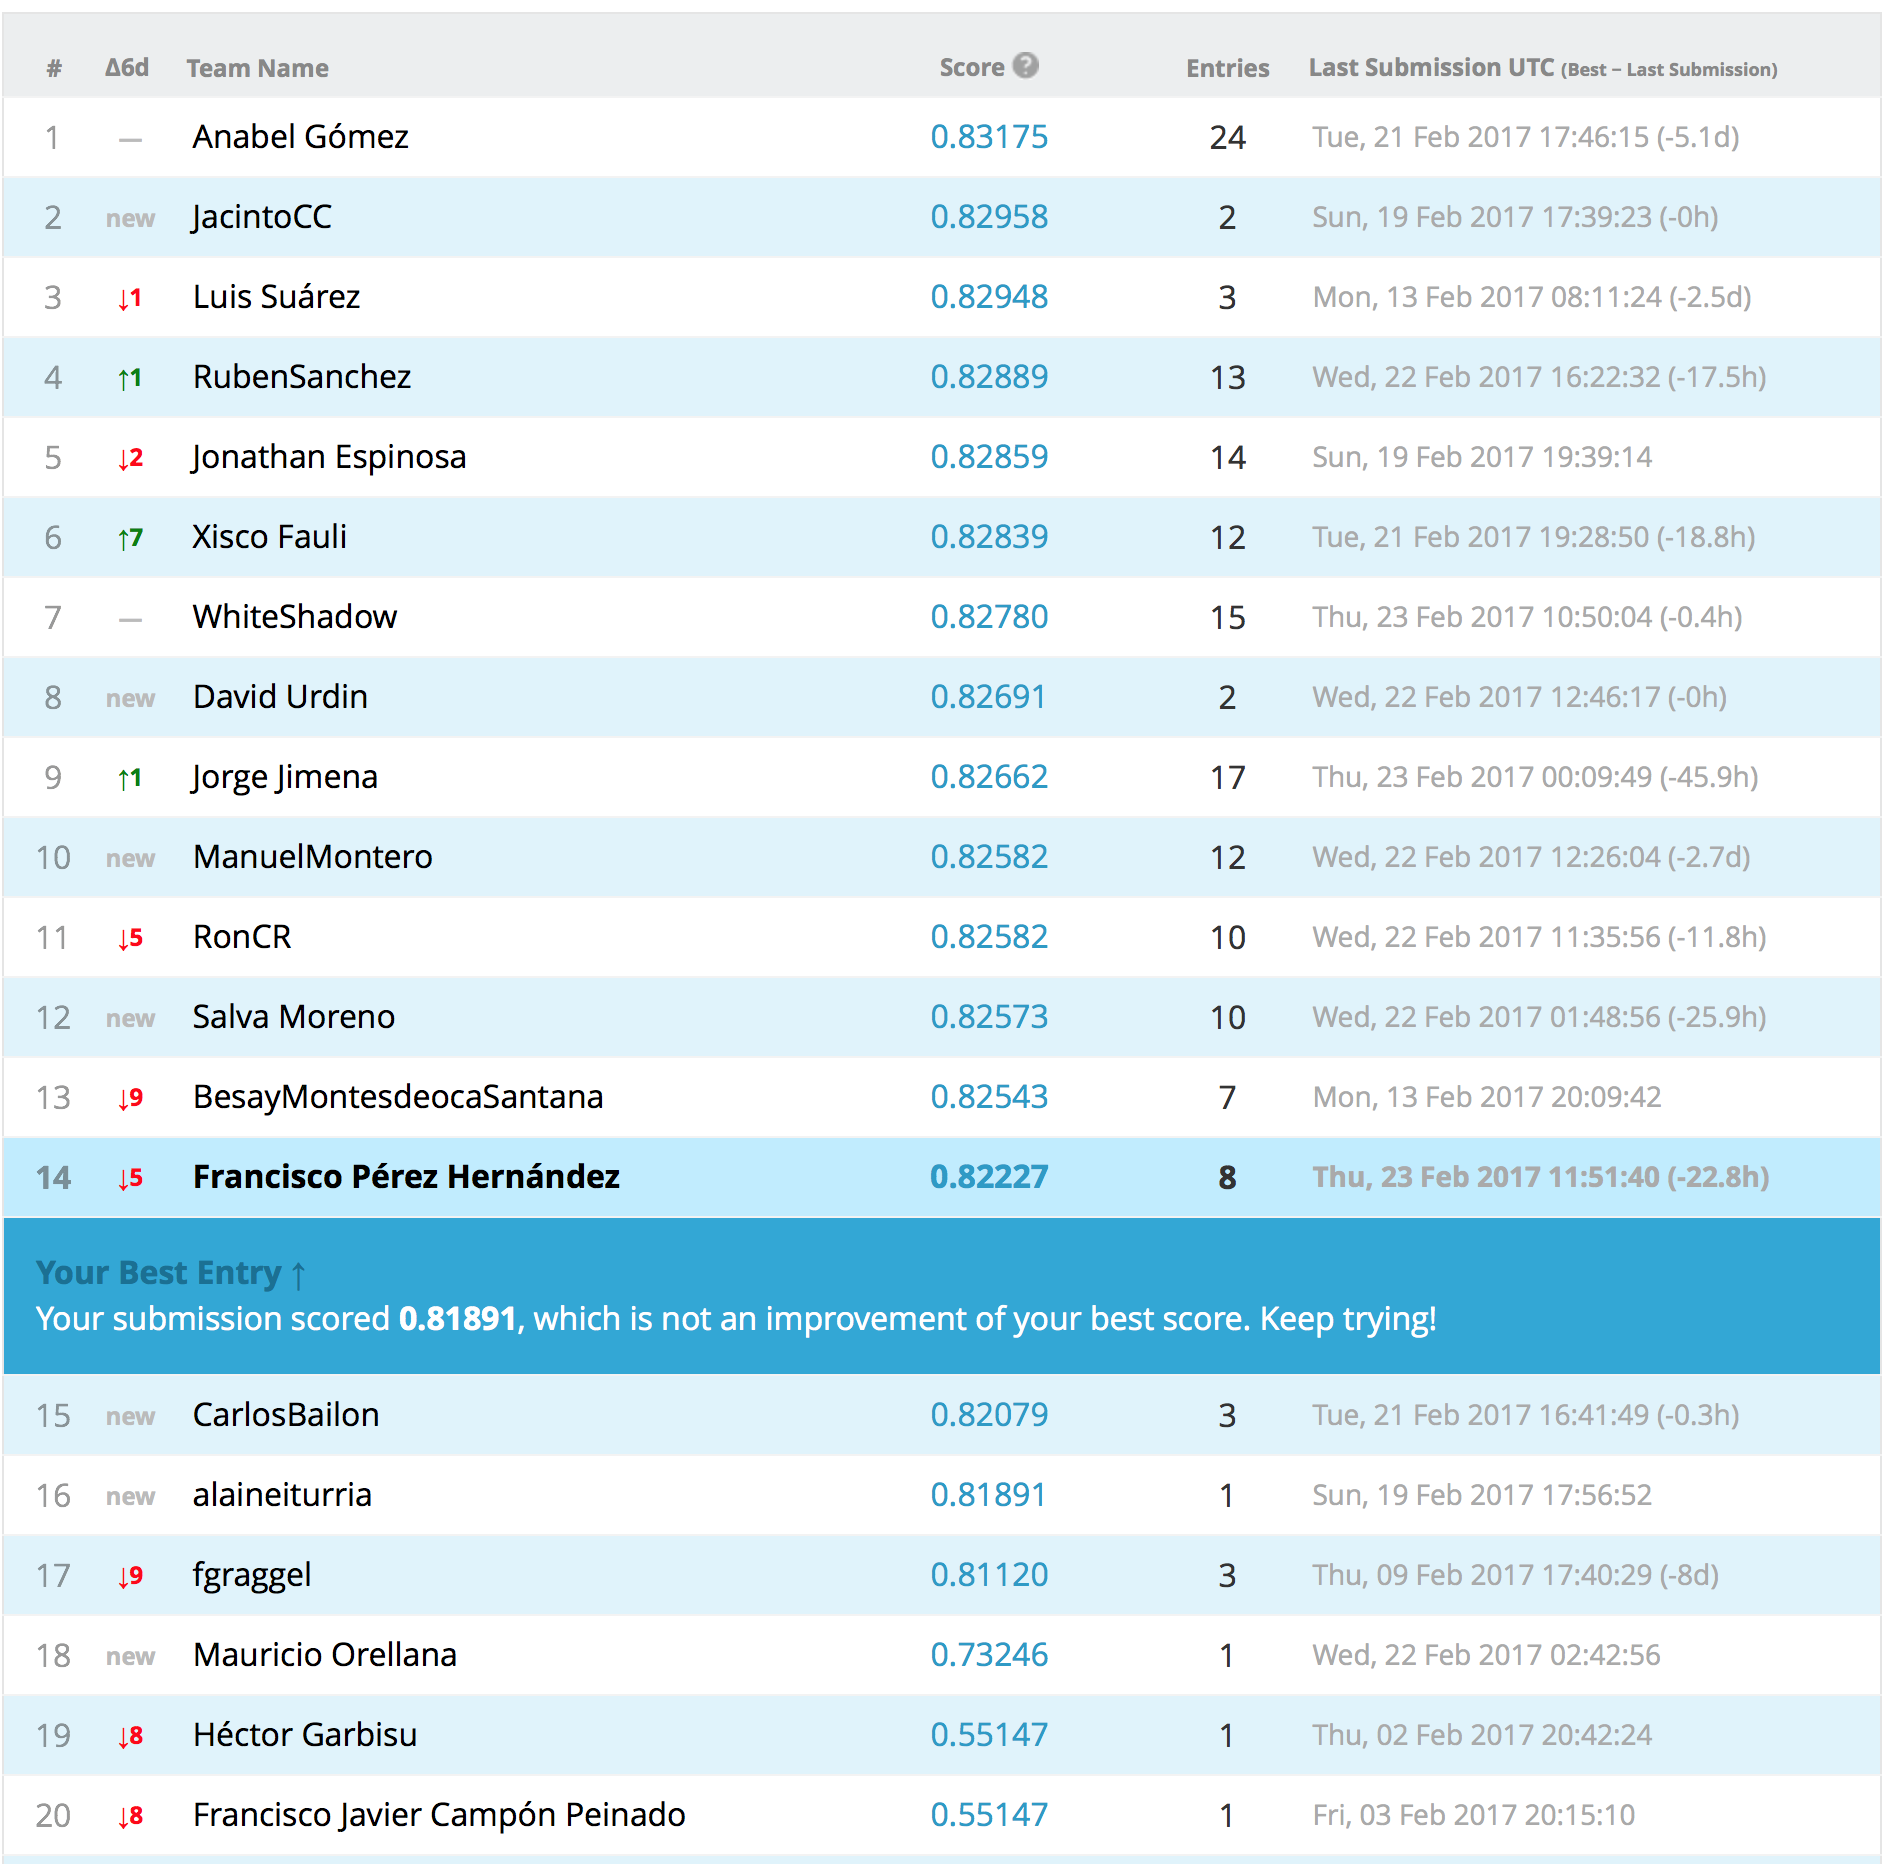 # Δ6d Team Name Score ? Entries Last Submission UTC (Best – Last Submission)
1 — Anabel Gómez 0.83175 24 Tue, 21 Feb 2017 17:46:15 (-5.1d)
2 new JacintoCC 0.82958 2 Sun, 19 Feb 2017 17:39:23 (-0h)
3 ↓1 Luis Suárez 0.82948 3 Mon, 13 Feb 2017 08:11:24 (-2.5d)
4 ↑1 RubenSanchez 0.82889 13 Wed, 22 Feb 2017 16:22:32 (-17.5h)
5 ↓2 Jonathan Espinosa 0.82859 14 Sun, 19 Feb 2017 19:39:14
6 ↑7 Xisco Fauli 0.82839 12 Tue, 21 Feb 2017 19:28:50 (-18.8h)
7 — WhiteShadow 0.82780 15 Thu, 23 Feb 2017 10:50:04 (-0.4h)
8 new David Urdin 0.82691 2 Wed, 22 Feb 2017 12:46:17 (-0h)
9 ↑1 Jorge Jimena 0.82662 17 Thu, 23 Feb 2017 00:09:49 (-45.9h)
10 new ManuelMontero 0.82582 12 Wed, 22 Feb 2017 12:26:04 (-2.7d)
11 ↓5 RonCR 0.82582 10 Wed, 22 Feb 2017 11:35:56 (-11.8h)
12 new Salva Moreno 0.82573 10 Wed, 22 Feb 2017 01:48:56 (-25.9h)
13 ↓9 BesayMontesdeocaSantana 0.82543 7 Mon, 13 Feb 2017 20:09:42
14 ↓5 Francisco Pérez Hernández 0.82227 8 Thu, 23 Feb 2017 11:51:40 (-22.8h)
Your Best Entry ↑
Your submission scored 0.81891, which is not an improvement of your best score. Keep trying!
15 new CarlosBailon 0.82079 3 Tue, 21 Feb 2017 16:41:49 (-0.3h)
16 new alaineiturria 0.81891 1 Sun, 19 Feb 2017 17:56:52
17 ↓9 fgraggel 0.81120 3 Thu, 09 Feb 2017 17:40:29 (-8d)
18 new Mauricio Orellana 0.73246 1 Wed, 22 Feb 2017 02:42:56
19 ↓8 Héctor Garbisu 0.55147 1 Thu, 02 Feb 2017 20:42:24
20 ↓8 Francisco Javier Campón Peinado 0.55147 1 Fri, 03 Feb 2017 20:15:10